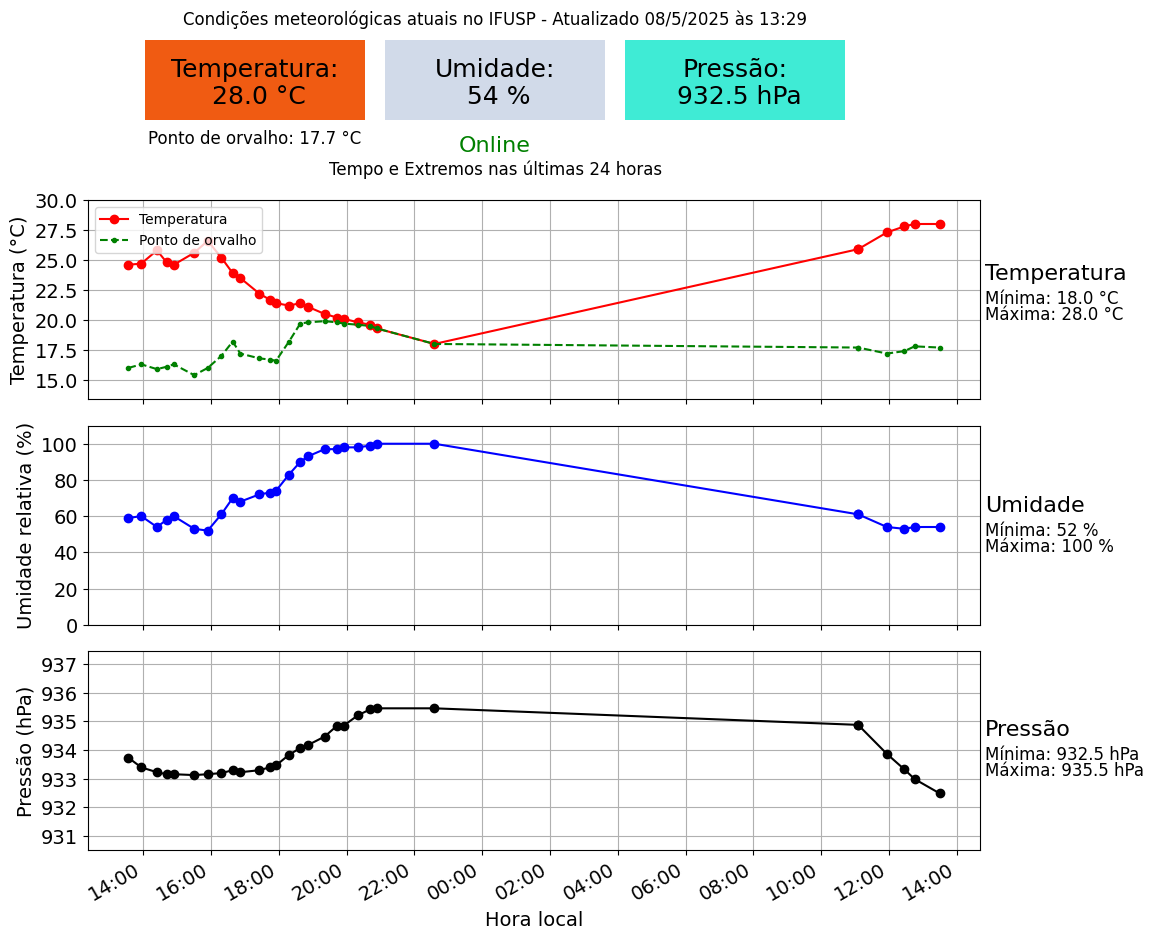 Condições meteorológicas atuais no IFUSP - Atualizado 08/5/2025 às 13:29
Temperatura:
28.0 °C
Umidade:
54 %
Pressão:
932.5 hPa
Ponto de orvalho: 17.7 °C
Online
Tempo e Extremos nas últimas 24 horas
Temperatura (°C)
30.0
27.5
25.0
22.5
20.0
17.5
15.0
Temperatura
Ponto de orvalho
Temperatura
Mínima: 18.0 °C
Máxima: 28.0 °C
Umidade relativa (%)
100
80
60
40
20
0
Umidade
Mínima: 52 %
Máxima: 100 %
Pressão (hPa)
937
936
935
934
933
932
931
Pressão
Mínima: 932.5 hPa
Máxima: 935.5 hPa
14:00 16:00 18:00 20:00 22:00 00:00 02:00 04:00 06:00 08:00 10:00 12:00 14:00
Hora local